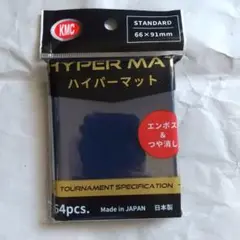 KMC
STANDARD
66×91mm
HYPER MAT
ハイパーマット
エンボス
&
つや消し
TOURNAMENT SPECIFICATION
64pcs.
Made in JAPAN
日本製